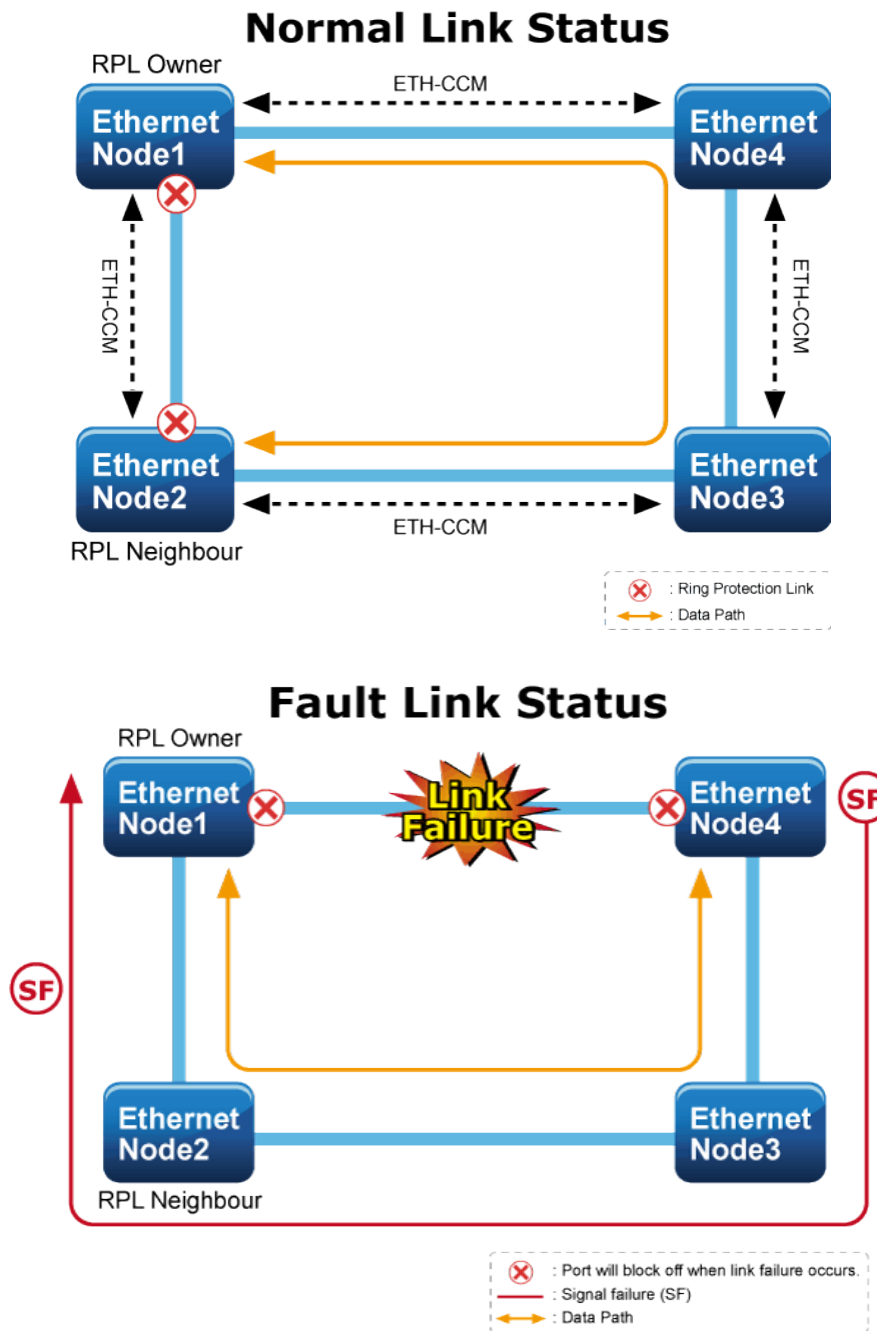 Normal Link Status
RPL Owner
ETH-CCM
Ethernet
Node1
Ethernet
Node4
ETH-CCM
ETH-CCM
Ethernet
Node2
Ethernet
Node3
ETH-CCM
RPL Neighbour
: Ring Protection Link
: Data Path
Fault Link Status
RPL Owner
Ethernet
Node1
Link
Failure
Ethernet
Node4
SF
SF
Ethernet
Node2
Ethernet
Node3
RPL Neighbour
: Port will block off when link failure occurs.
: Signal failure (SF)
: Data Path